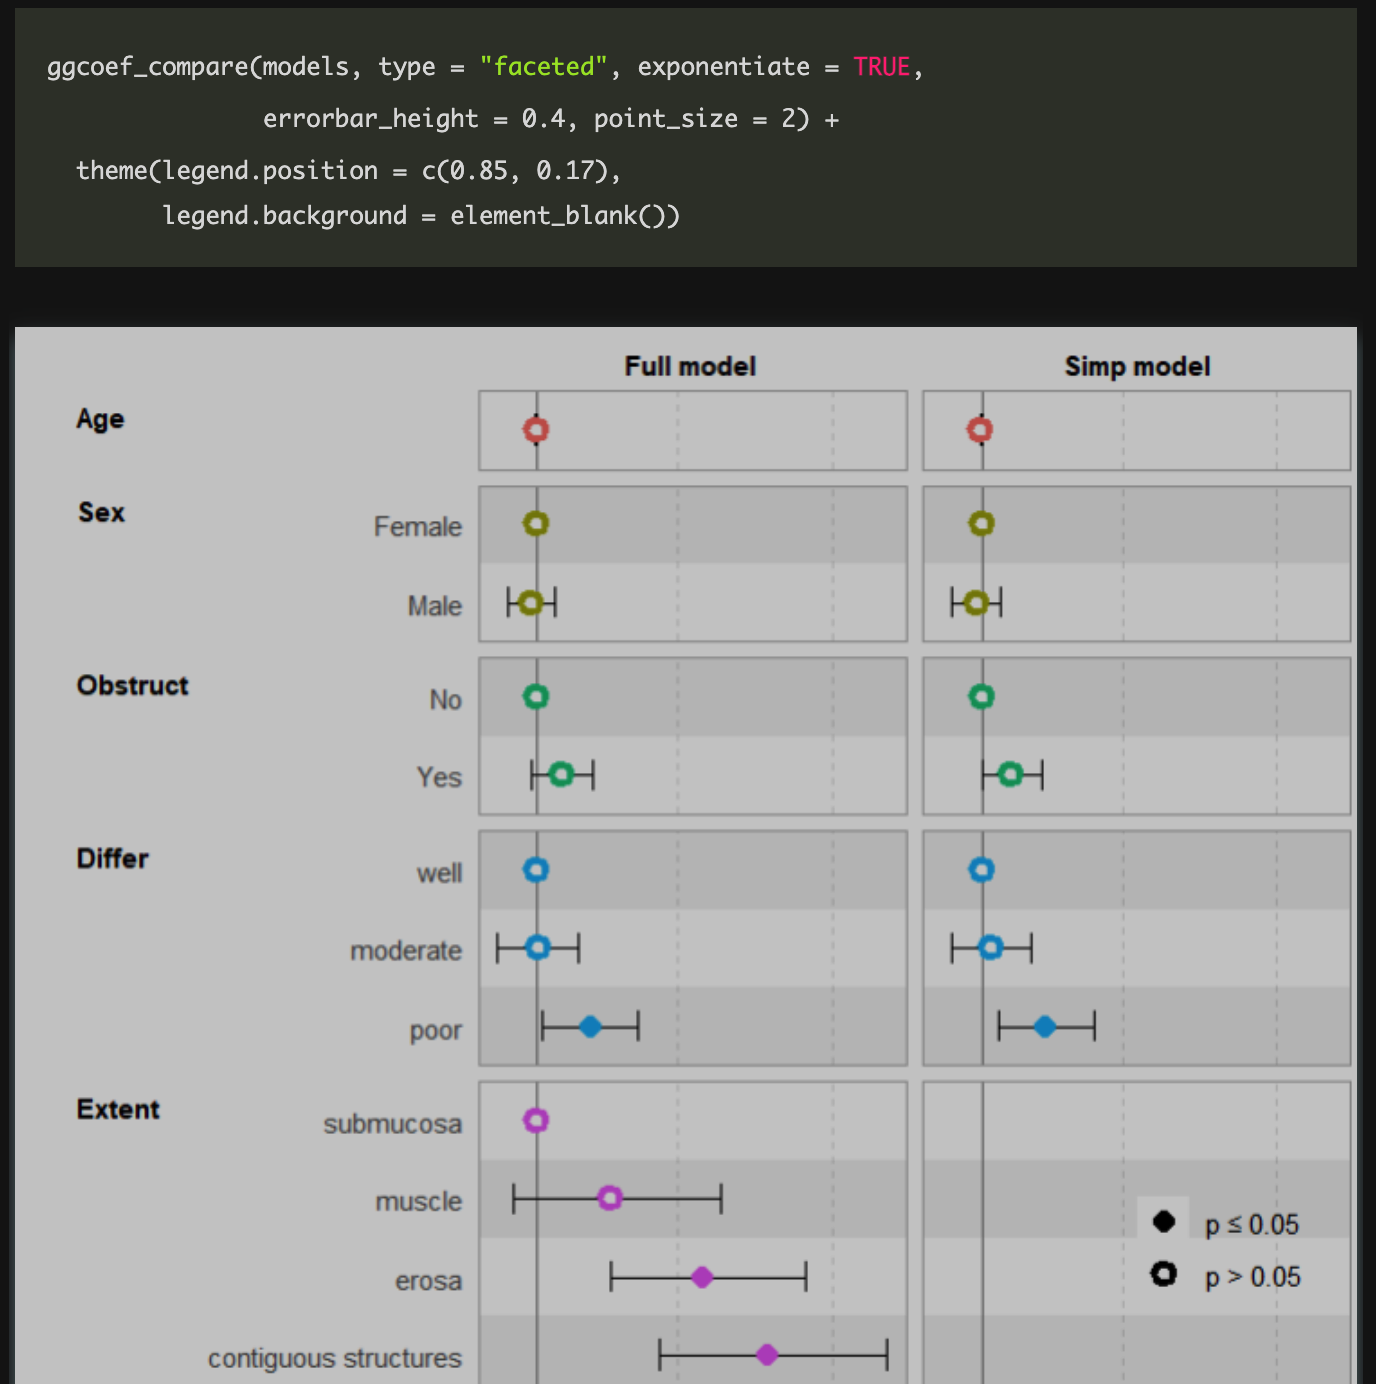 ggcoef_compare(models, type = "faceted", exponentiate = TRUE,
errorbar_height = 0.4, point_size = 2) +
theme(legend.position = c(0.85, 0.17),
legend.background = element_blank())
Full model
Simp model
Age
Sex
Female
Male
Obstruct
No
Yes
Differ
well
moderate
poor
Extent
submucosa
muscle
erosa
contiguous structures
p ≤ 0.05
p > 0.05